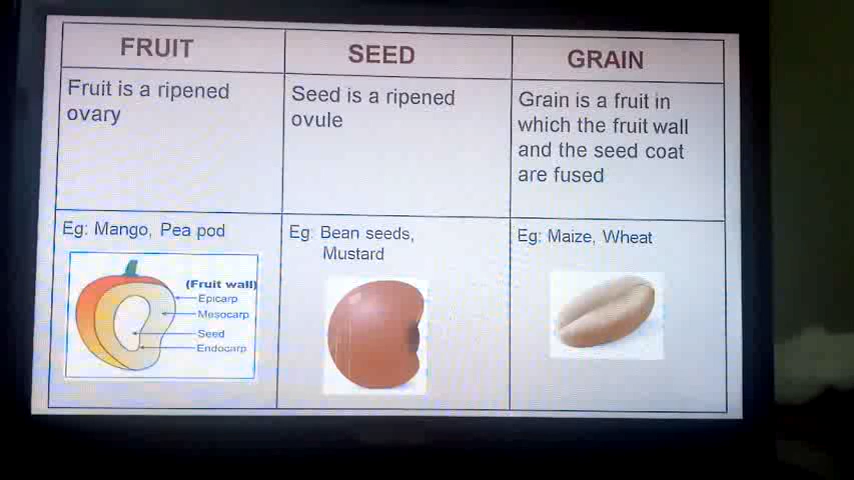 FRUIT
SEED
GRAIN
Fruit is a ripened
ovary
Seed is a ripened
ovule
Grain is a fruit in
which the fruit wall
and the seed coat
are fused
Eg: Mango, Pea pod
Eg: Bean seeds,
Mustard
Eg: Maize, Wheat
(Fruit wall)
Epicarp
Mesocarp
Seed
Endocarp